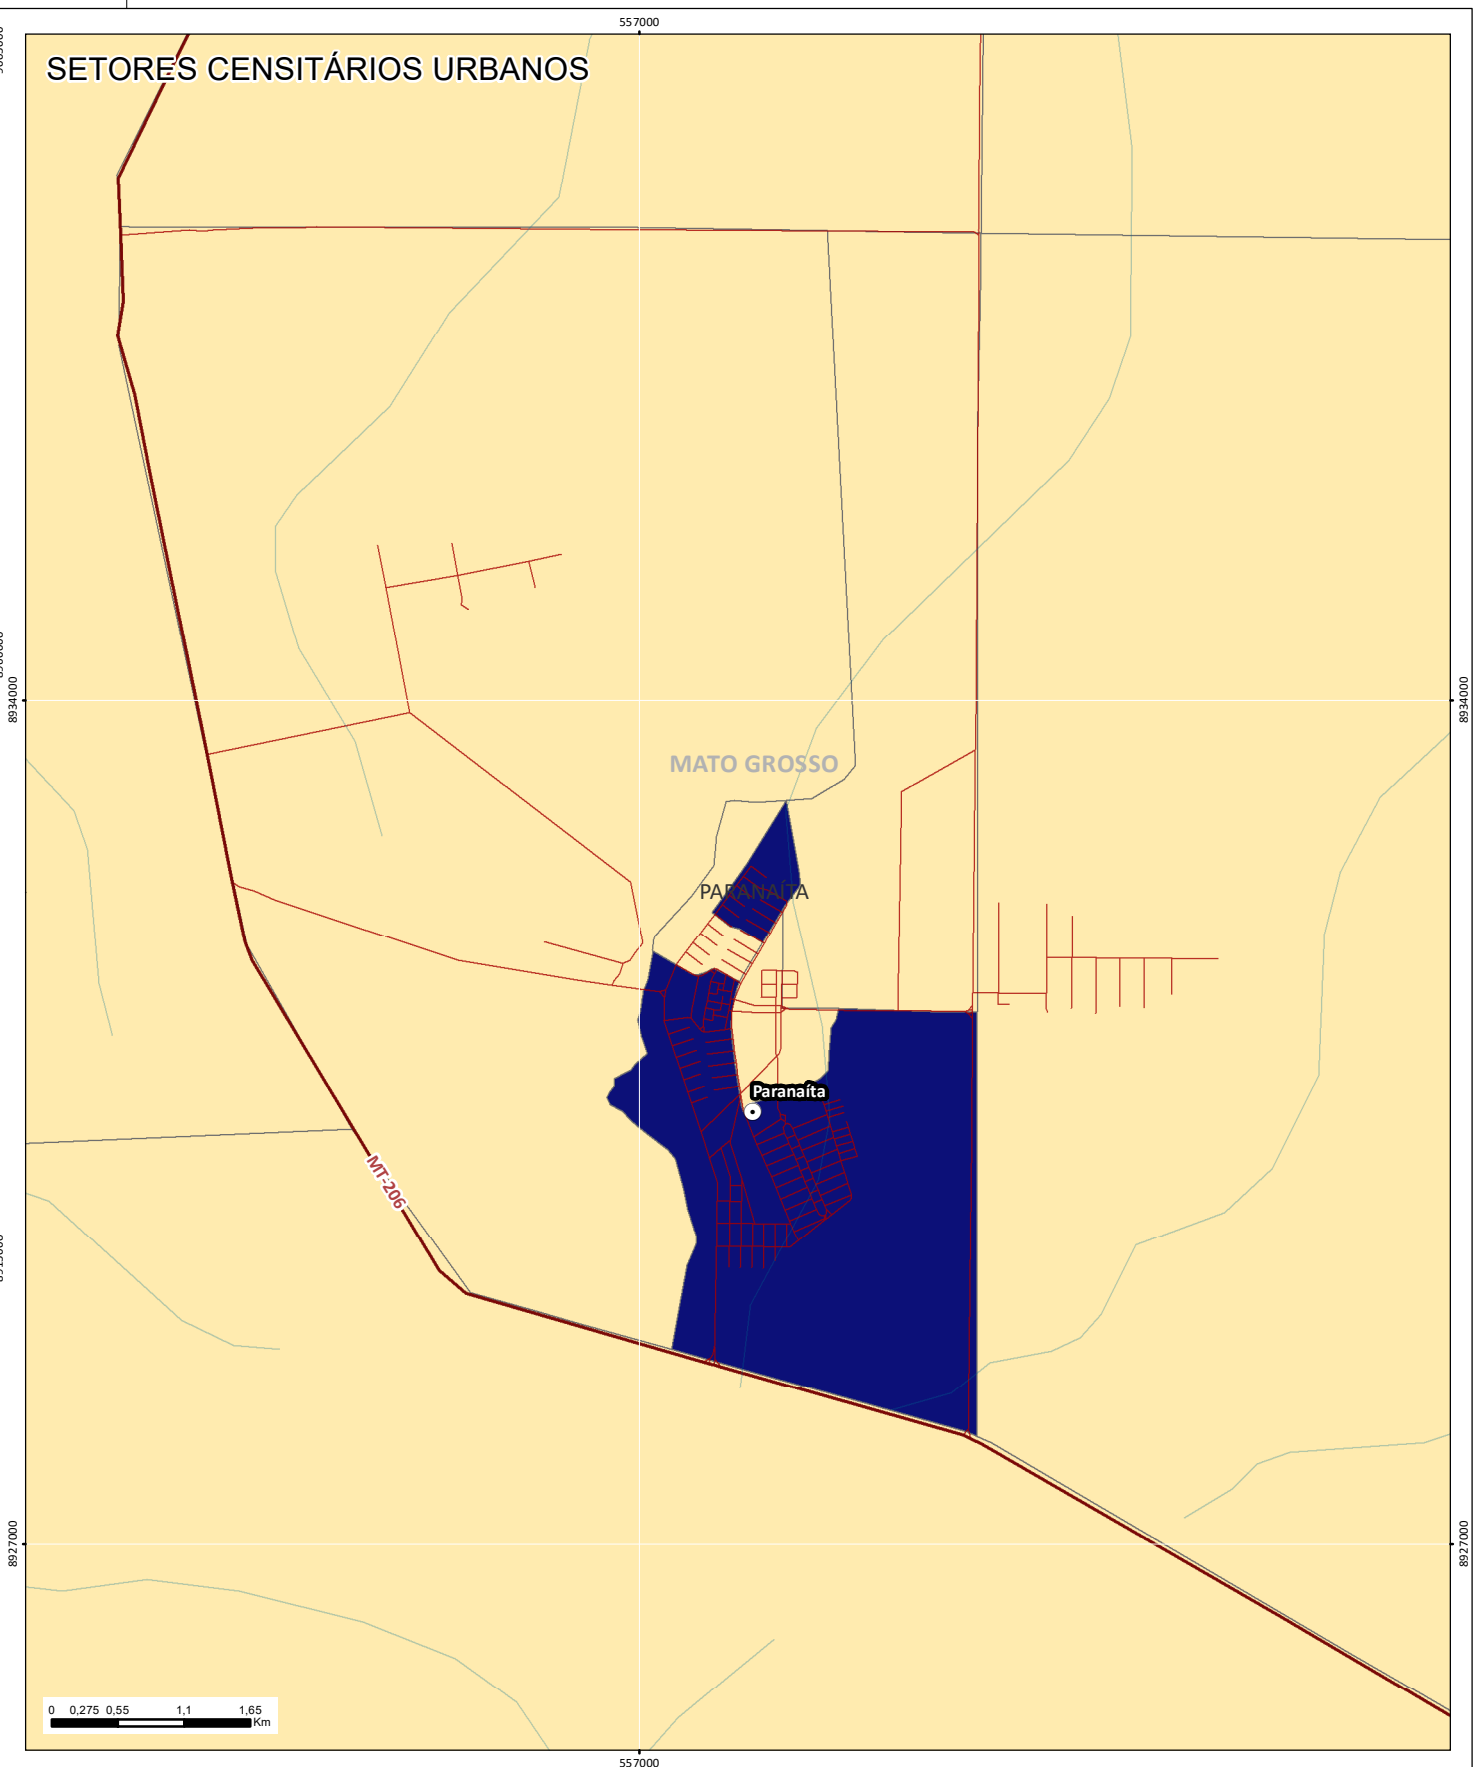 557000
SETORES CENSITÁRIOS URBANOS
8934000
8934000
MATO GROSSO
PARANAÍTA
Paranaíta
MT-206
8927000
8927000
0 0,275 0,55 1,1 1,65
Km
557000